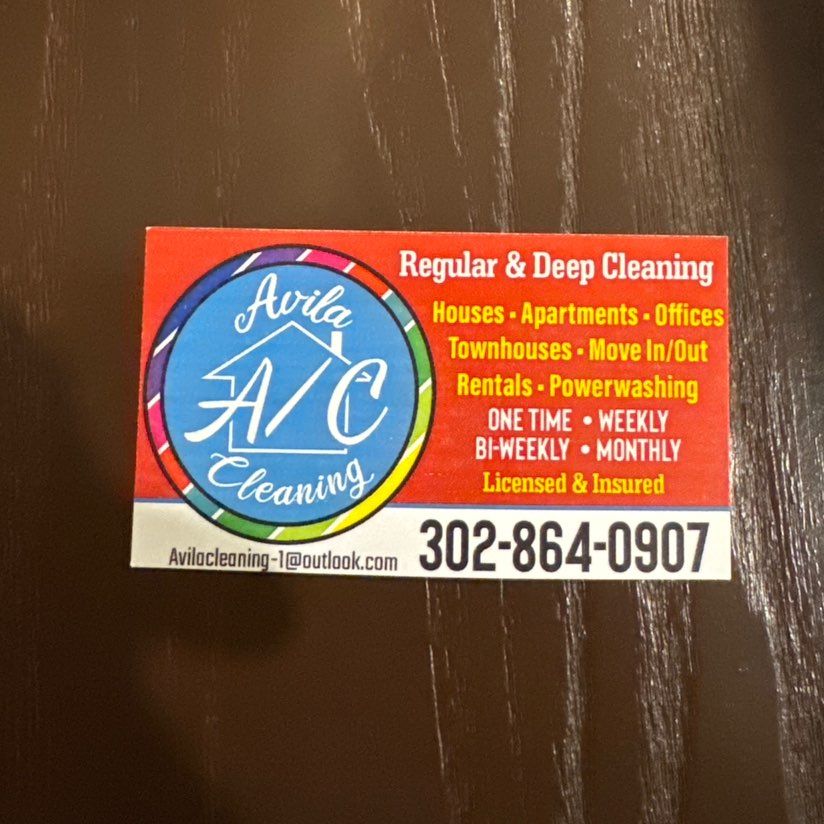 Avila
A/C
Cleaning
Regular & Deep Cleaning
Houses • Apartments • Offices
Townhouses • Move In/Out
Rentals • Powerwashing
ONE TIME • WEEKLY
BI-WEEKLY • MONTHLY
Licensed & Insured
Avilacleaning-1@outlook.com
302-864-0907